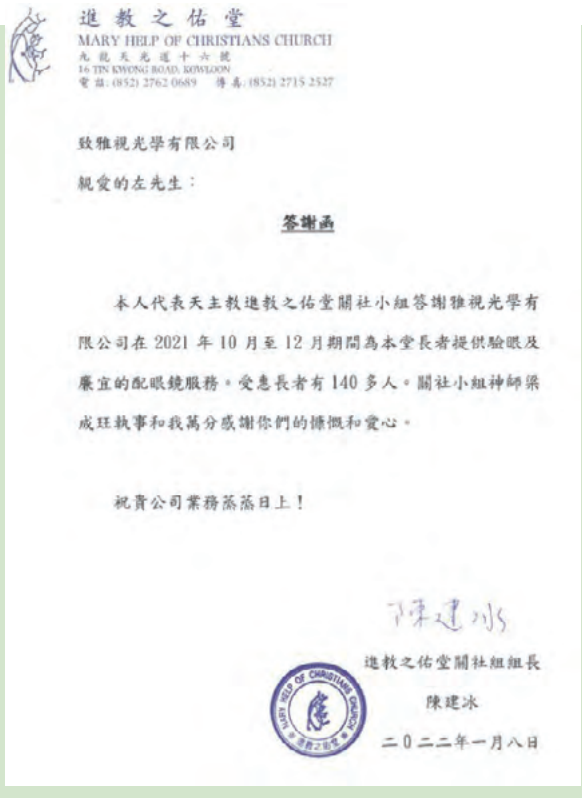 進教之佑堂
MARY HELP OF CHRISTIANS CHURCH
九龍天光道十六號
16 TIN KWONG ROAD, KOWLOON
電話: (852) 2762 0689 傳真: (852) 2715 2527
致雅視光學有限公司
親愛的左先生：
答謝函
本人代表天主教進教之佑堂關社小組答謝雅視光學有
限公司在 2021 年 10 月至 12 月期間為本堂長者提供驗眼及
廉宜的配眼鏡服務。受惠長者有 140 多人。關社小組神師梁
成珏執事和我萬分感謝你們的慷慨和愛心。
祝貴公司業務蒸蒸日上！
陳建冰
進教之佑堂關社組組長
MARY HELP OF CHRISTIANS CHURCH
進教之佑堂
陳建冰
二０二二年一月八日